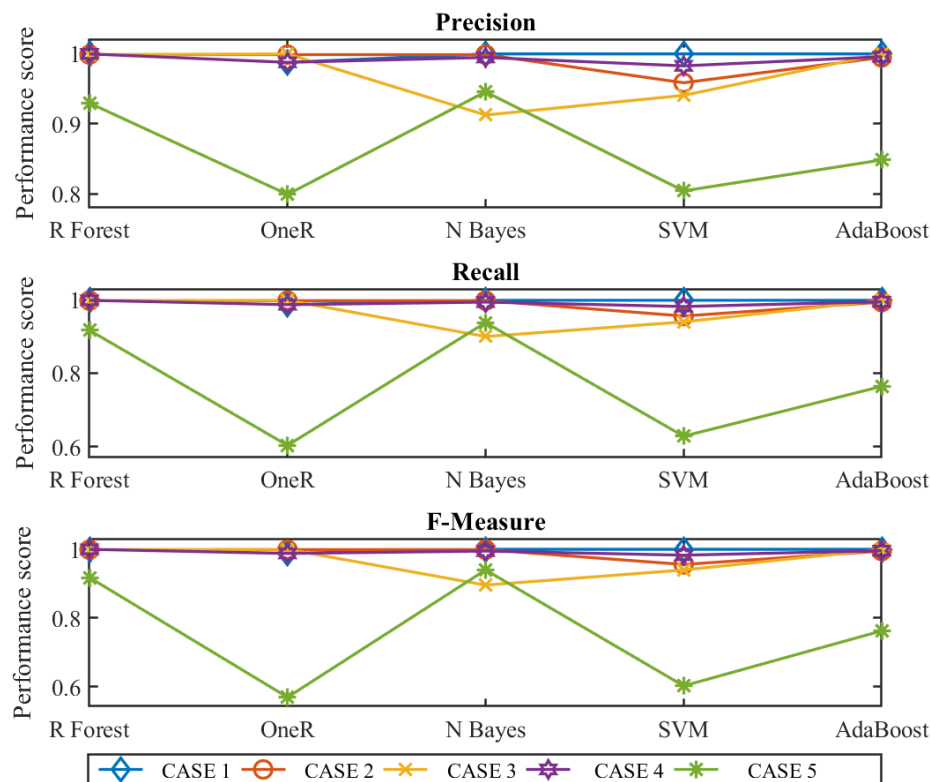 Precision
Performance score
1
0.9
0.8
R Forest OneR N Bayes SVM AdaBoost
Recall
Performance score
1
0.8
0.6
R Forest OneR N Bayes SVM AdaBoost
F-Measure
Performance score
1
0.8
0.6
R Forest OneR N Bayes SVM AdaBoost
CASE 1 CASE 2 CASE 3 CASE 4 CASE 5